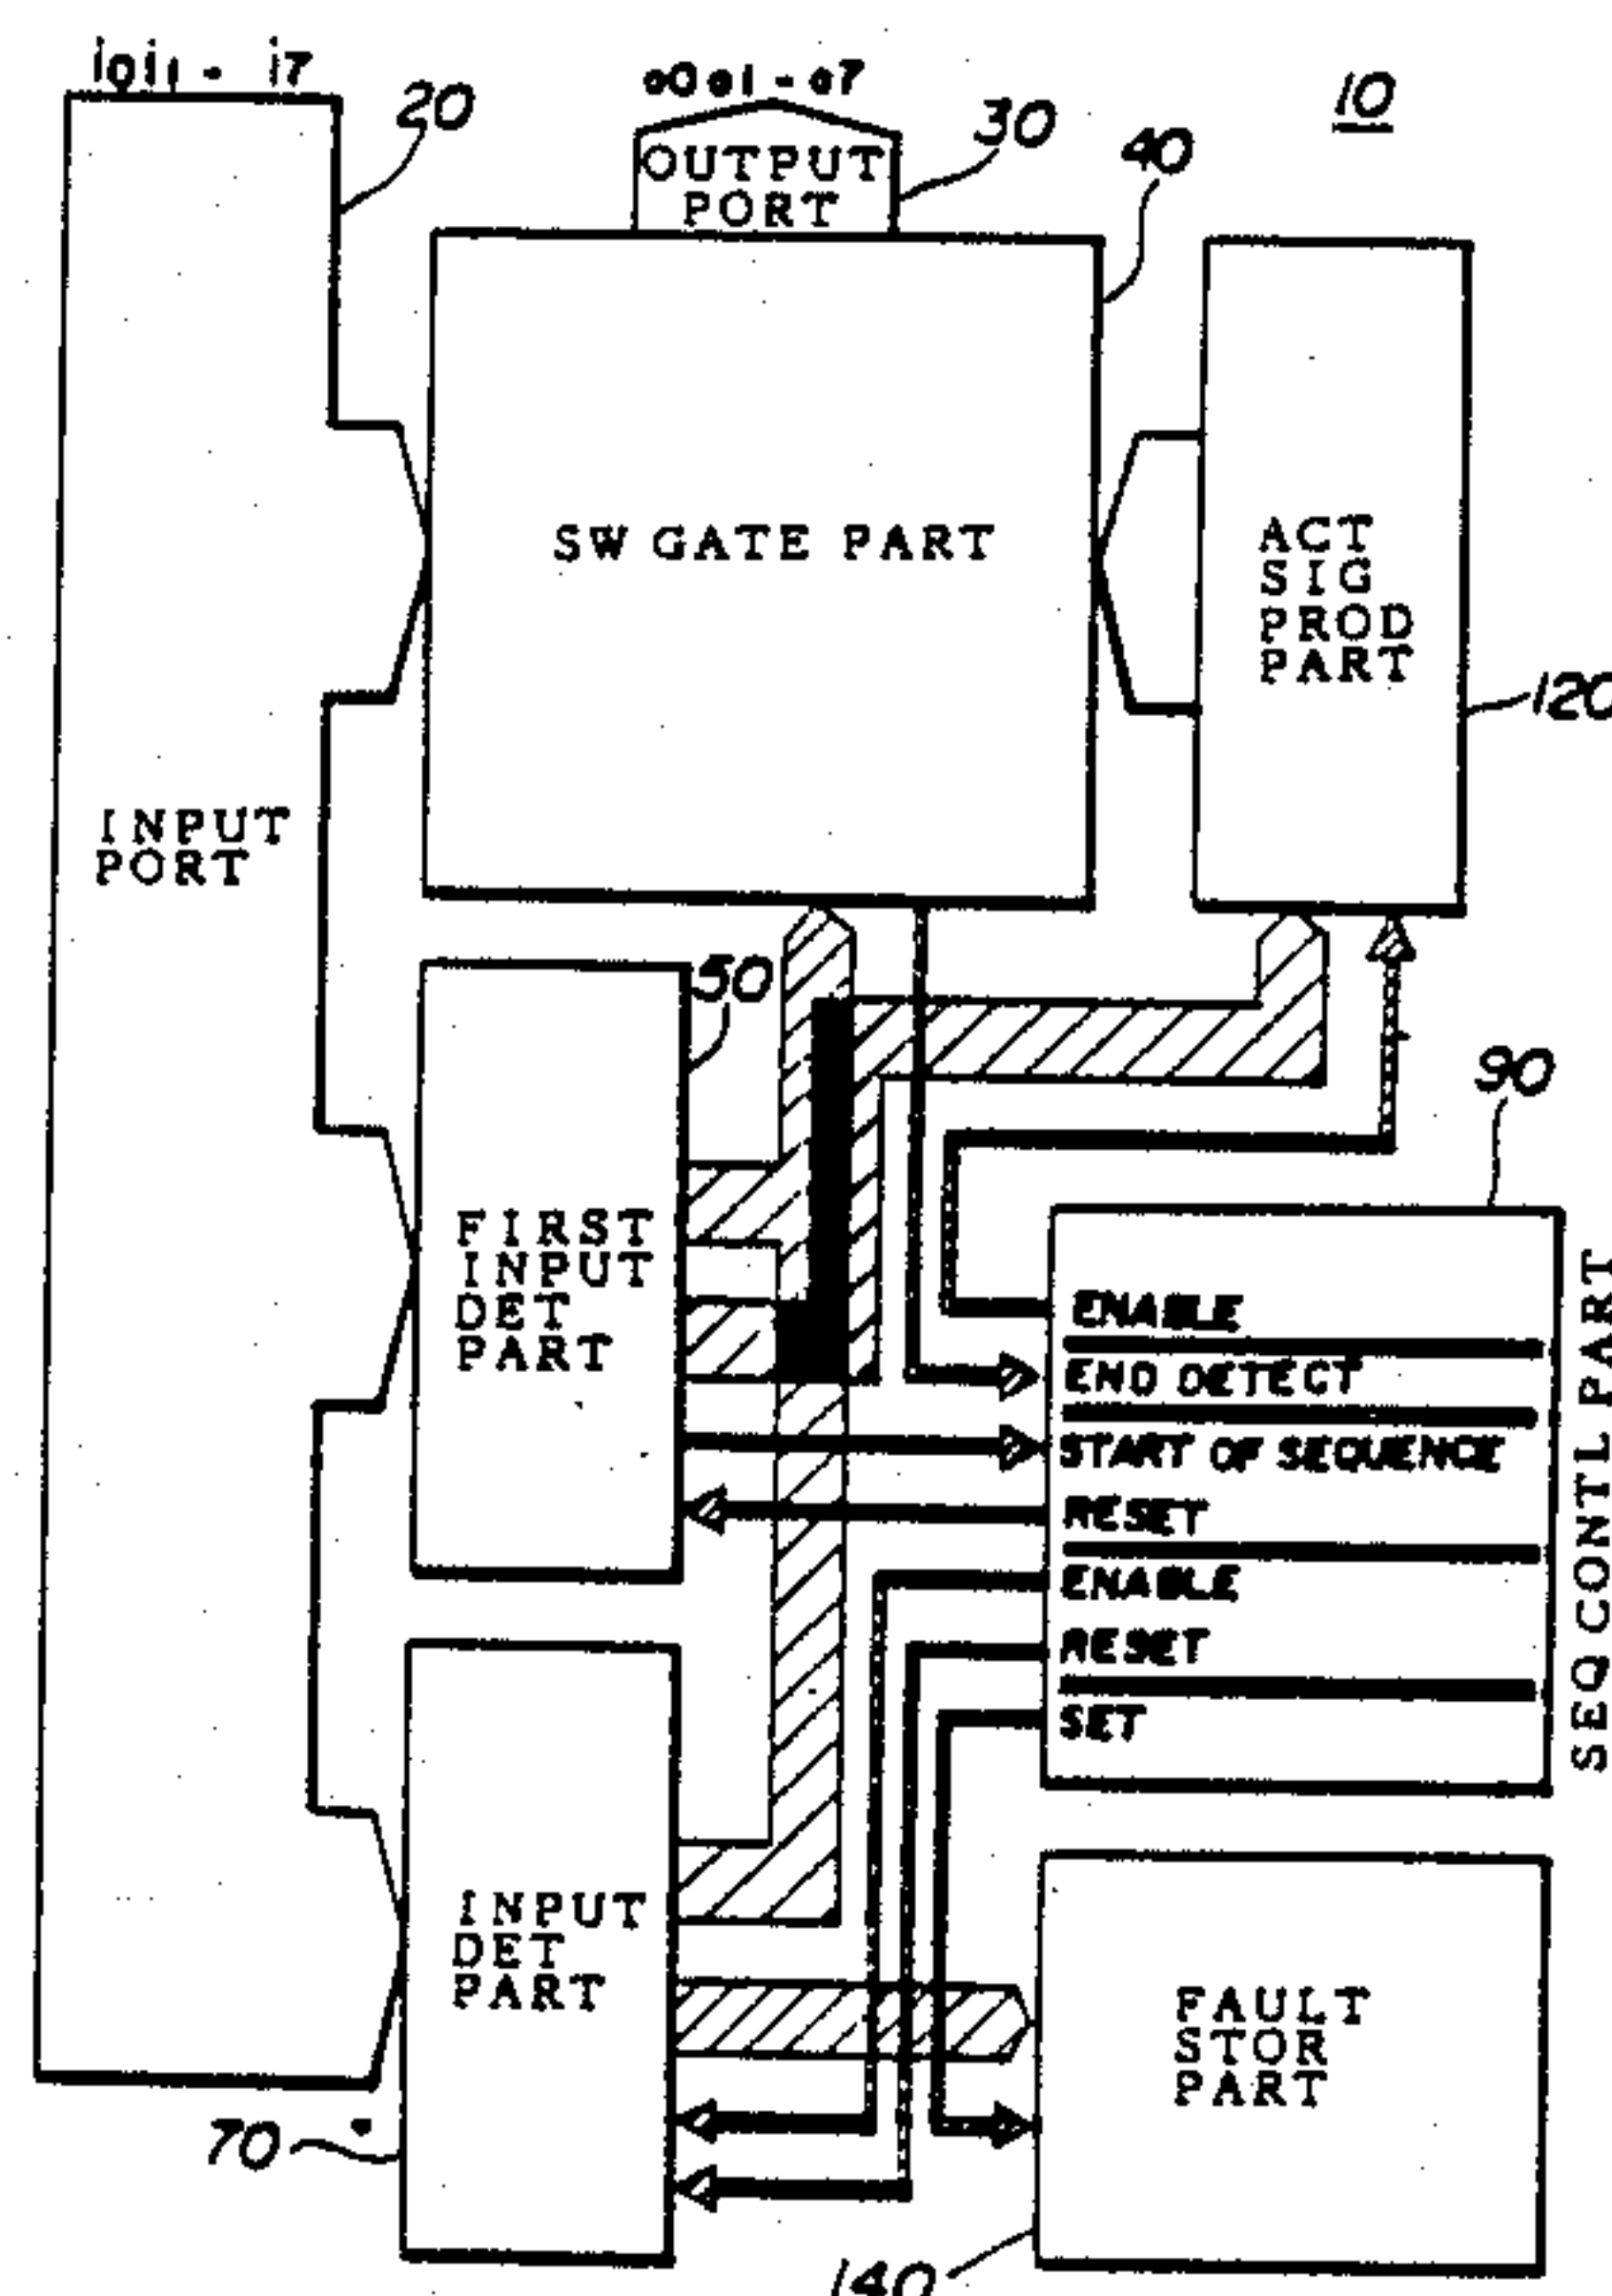 i0i1 - i7
20
o0 o1 - o7
OUTPUT
PORT
30
40
10
SW GATE PART
ACT
SIG
PROD
PART
120
INPUT
PORT
50
90
FIRST
INPUT
DET
PART
ENABLE
END DETECT
START OF SEQUENCE
RESET
ENABLE
RESET
SET
SEQ CONTL PART
INPUT
DET
PART
FAULT
STOR
PART
70
140